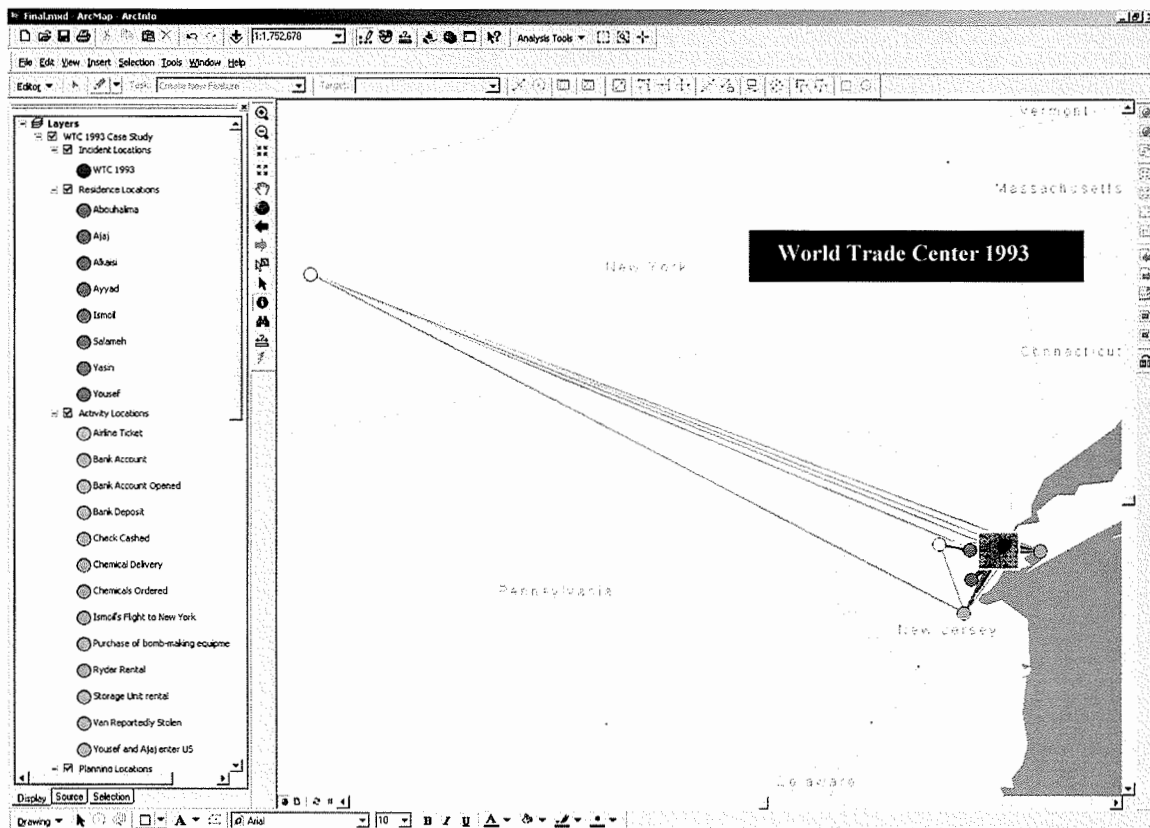 Final.mxd - ArcMap - ArcInfo
1:1,752,678
Analysis Tools
File Edit View Insert Selection Tools Window Help
Editor
Task: Create New Feature
Target:
Layers
WTC 1993 Case Study
Incident Locations
WTC 1993
Residence Locations
Abouhalima
Ajaj
Alkaisi
Ayyad
Ismoil
Salameh
Yasin
Yousef
Activity Locations
Airline Ticket
Bank Account
Bank Account Opened
Bank Deposit
Check Cashed
Chemical Delivery
Chemicals Ordered
Ismoil's Flight to New York
Purchase of bomb-making equipme
Ryder Rental
Storage Unit rental
Van Reportedly Stolen
Yousef and Ajaj enter US
Planning Locations
Display Source Selection
Vermont
Massachusetts
World Trade Center 1993
New York
Connecticut
Pennsylvania
New Jersey
Delaware
Drawing
A
Arial
10
B I U
A